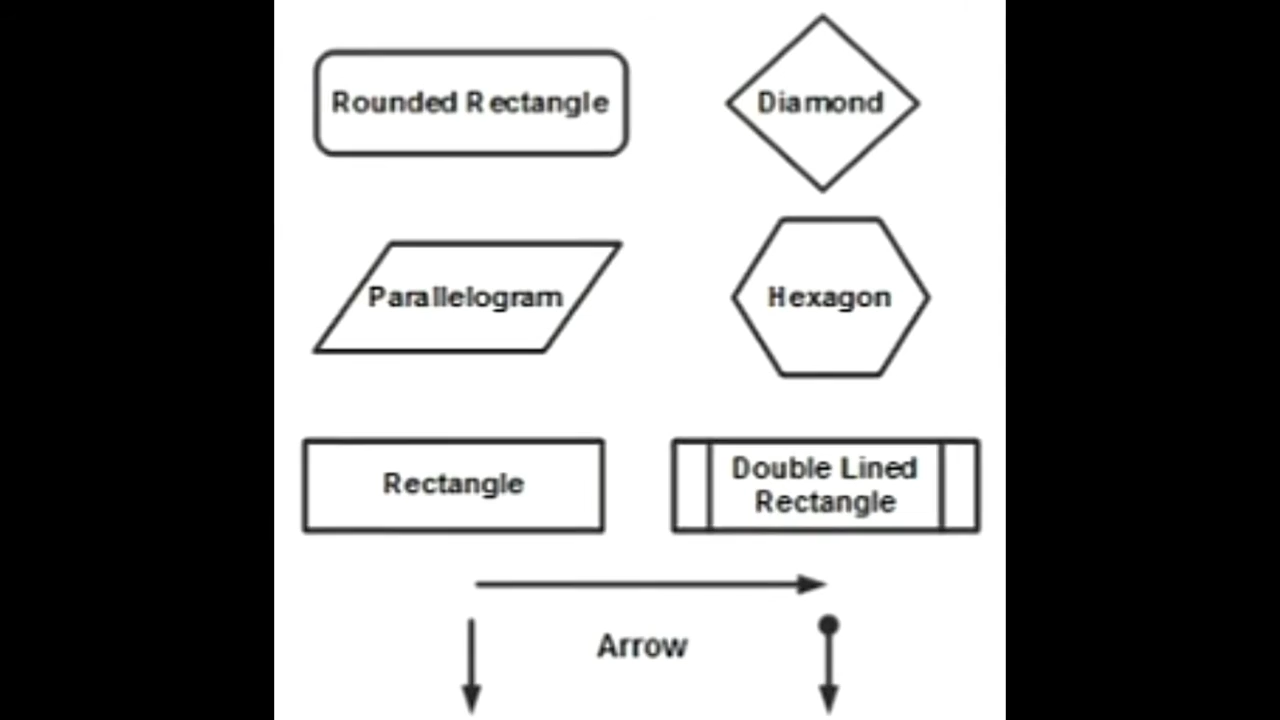 Rounded Rectangle
Diamond
Parallelogram
Hexagon
Rectangle
Double Lined
Rectangle
Arrow